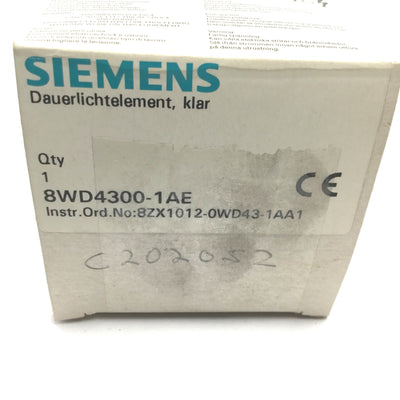 SIEMENS
Dauerlichtelement, klar
Qty
1
8WD4300-1AE
CE
Instr.Ord.No:8ZX1012-0WD43-1AA1
C202052